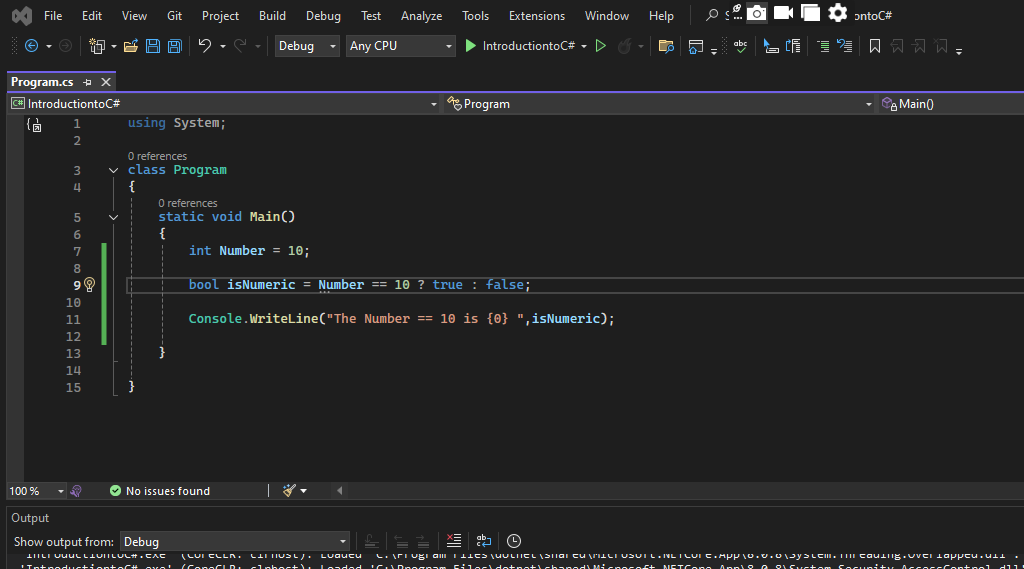 File Edit View Git Project Build Debug Test Analyze Tools Extensions Window Help ontoC#
Debug Any CPU IntroductiontoC#
Program.cs
C# IntroductiontoC# Program Main()
1 using System;
2
0 references
3 class Program
4 {
0 references
5 static void Main()
6 {
7 int Number = 10;
8
9 bool isNumeric = Number == 10 ? true : false;
10
11 Console.WriteLine("The Number == 10 is {0} ",isNumeric);
12
13 }
14
15 }
100 % No issues found
Output
Show output from: Debug
'IntroductiontoC#.exe' (CoreCLR: clrhost): Loaded 'C:\Program Files\dotnet\shared\Microsoft.NETCore.App\8.0.8\System.Threading.Overlapped.dll'.
'IntroductiontoC#.exe' (CoreCLR: clrhost): Loaded 'C:\Program Files\dotnet\shared\Microsoft.NETCore.App\8.0.8\System.Security.AccessControl.dll'